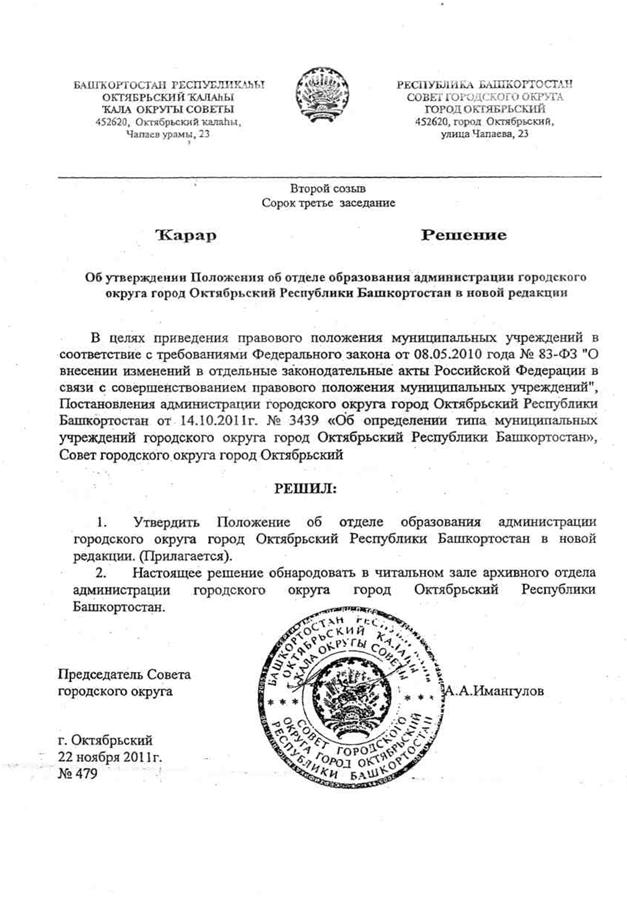 БАШҠОРТОСТАН РЕСПУБЛИКАҺЫ
ОКТЯБРЬСКИЙ ҠАЛАҺЫ
ҠАЛА ОКРУГЫ СОВЕТЫ
452620, Октябрьский ҡалаһы,
Чапаев урамы, 23
РЕСПУБЛИКА БАШКОРТОСТАН
СОВЕТ ГОРОДСКОГО ОКРУГА
ГОРОД ОКТЯБРЬСКИЙ
452620, город Октябрьский,
улица Чапаева, 23
Второй созыв
Сорок третье заседание
Ҡарар Решение
Об утверждении Положения об отделе образования администрации городского
округа город Октябрьский Республики Башкортостан в новой редакции
В целях приведения правового положения муниципальных учреждений в
соответствие с требованиями Федерального закона от 08.05.2010 года № 83-ФЗ "О
внесении изменений в отдельные законодательные акты Российской Федерации в
связи с совершенствованием правового положения муниципальных учреждений",
Постановления администрации городского округа город Октябрьский Республики
Башкортостан от 14.10.2011г. № 3439 «Об определении типа муниципальных
учреждений городского округа город Октябрьский Республики Башкортостан»,
Совет городского округа город Октябрьский
РЕШИЛ:
1. Утвердить Положение об отделе образования администрации
городского округа город Октябрьский Республики Башкортостан в новой
редакции. (Прилагается).
2. Настоящее решение обнародовать в читальном зале архивного отдела
администрации городского округа город Октябрьский Республики
Башкортостан.
Председатель Совета
городского округа
А.А.Имангулов
БАШҠОРТОСТАН РЕСПУБЛИКАҺЫ
ОКТЯБРЬСКИЙ ҠАЛАҺЫ
ҠАЛА ОКРУГЫ СОВЕТЫ
СОВЕТ ГОРОДСКОГО
ОКРУГА ГОРОД ОКТЯБРЬСКИЙ
РЕСПУБЛИКИ БАШКОРТОСТАН
г. Октябрьский
22 ноября 2011г.
№ 479